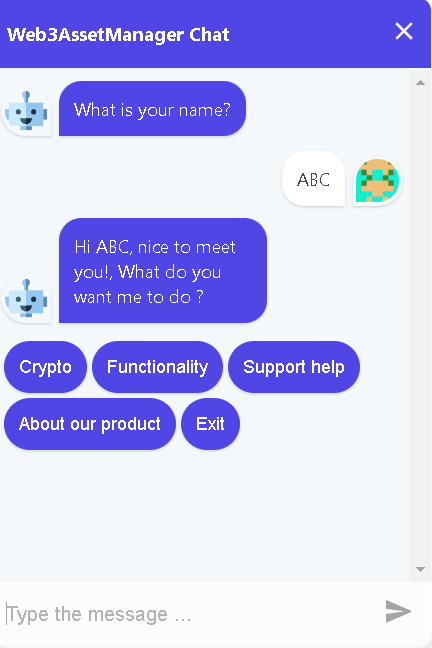 Web3AssetManager Chat
What is your name?
ABC
Hi ABC, nice to meet
you!, What do you
want me to do ?
Crypto
Functionality
Support help
About our product
Exit
Type the message ...